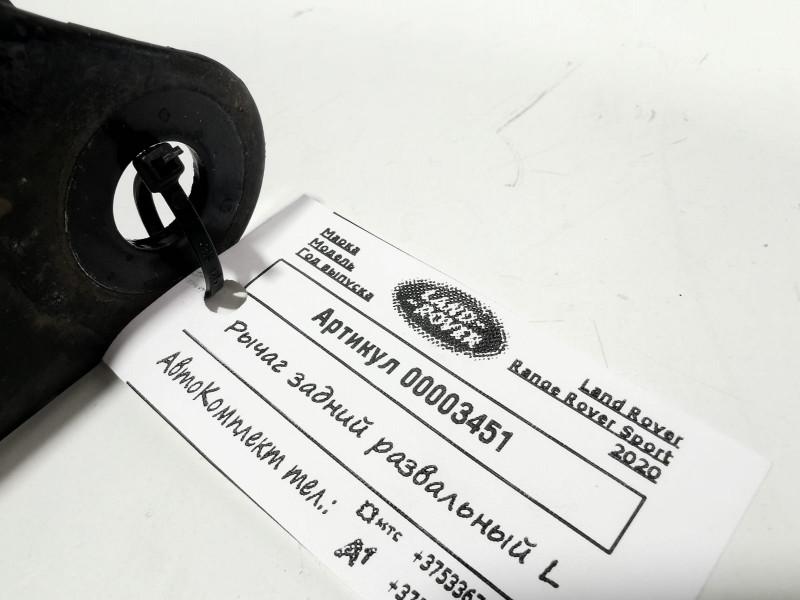 Марка
Модель
Год выпуска
LAND ROVER
Land Rover
Range Rover Sport
2020
Артикул 00003451
Рычаг задний развальный L
АвтоКомплект тел.:
мтс
A1